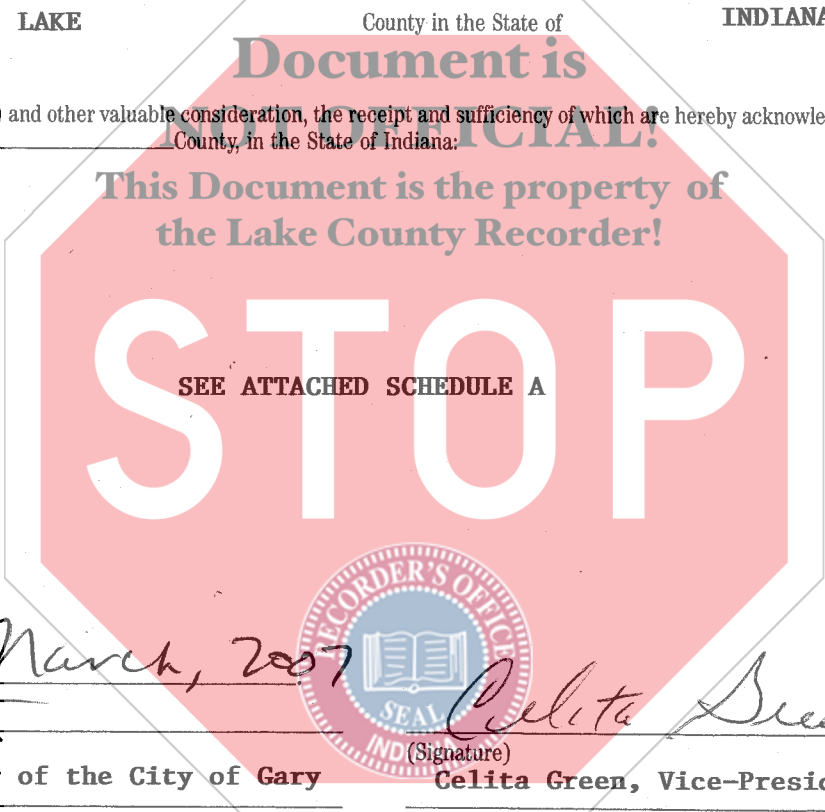 LAKE County in the State of INDIANA
Document is
NOT OFFICIAL!
) and other valuable consideration, the receipt and sufficiency of which are hereby acknowle
County, in the State of Indiana:
This Document is the property of
the Lake County Recorder!
STOP
SEE ATTACHED SCHEDULE A
RECORDER'S OFFICE
SEAL
INDIANA
March, 2007
Celita Gree
(Signature)
of the City of Gary Celita Green, Vice-Presid